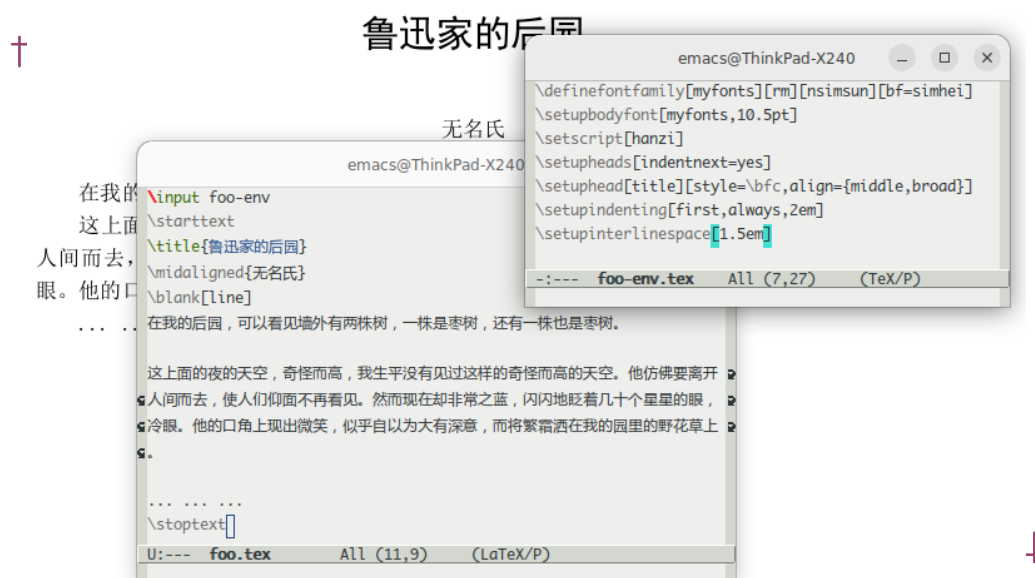 鲁迅家的后园
无名氏
在我的
这上面
人间而去，
眼。他的口
... ..
emacs@ThinkPad-X240
\definefontfamily[myfonts][rm][nsimsun][bf=simhei]
\setupbodyfont[myfonts,10.5pt]
\setscript[hanzi]
\setupheads[indentnext=yes]
\setuphead[title][style=\bfc,align={middle,broad}]
\setupindenting[first,always,2em]
\setupinterlinespace[1.5em]
-:--- foo-env.tex All (7,27) (TeX/P)
emacs@ThinkPad-X240
\input foo-env
\starttext
\title{鲁迅家的后园}
\midaligned{无名氏}
\blank[line]
在我的后园，可以看见墙外有两株树，一株是枣树，还有一株也是枣树。
这上面的夜的天空，奇怪而高，我生平没有见过这样的奇怪而高的天空。他仿佛要离开
人间而去，使人们仰面不再看见。然而现在却非常之蓝，闪闪地眨着几十个星星的眼，
冷眼。他的口角上现出微笑，似乎自以为大有深意，而将繁霜洒在我的园里的野花草上
。
... ... ...
\stoptext
U:--- foo.tex All (11,9) (LaTeX/P)